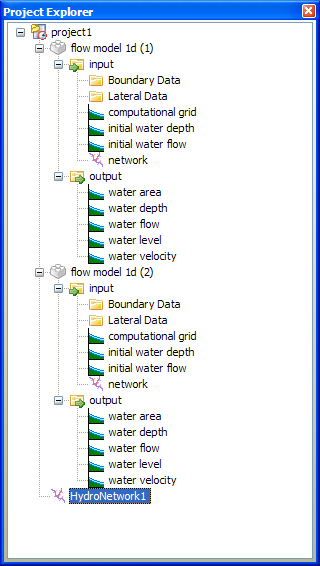 Project Explorer
project1
flow model 1d (1)
input
Boundary Data
Lateral Data
computational grid
initial water depth
initial water flow
network
output
water area
water depth
water flow
water level
water velocity
flow model 1d (2)
input
Boundary Data
Lateral Data
computational grid
initial water depth
initial water flow
network
output
water area
water depth
water flow
water level
water velocity
HydroNetwork1